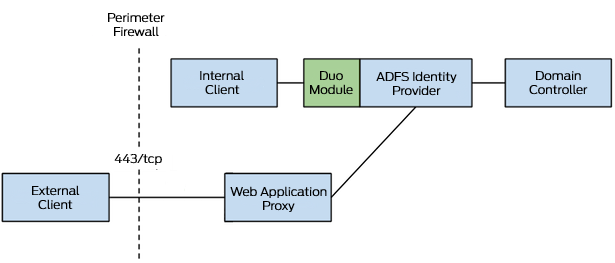 Perimeter
Firewall
Internal
Client
Duo
Module
ADFS Identity
Provider
Domain
Controller
443/tcp
External
Client
Web Application
Proxy